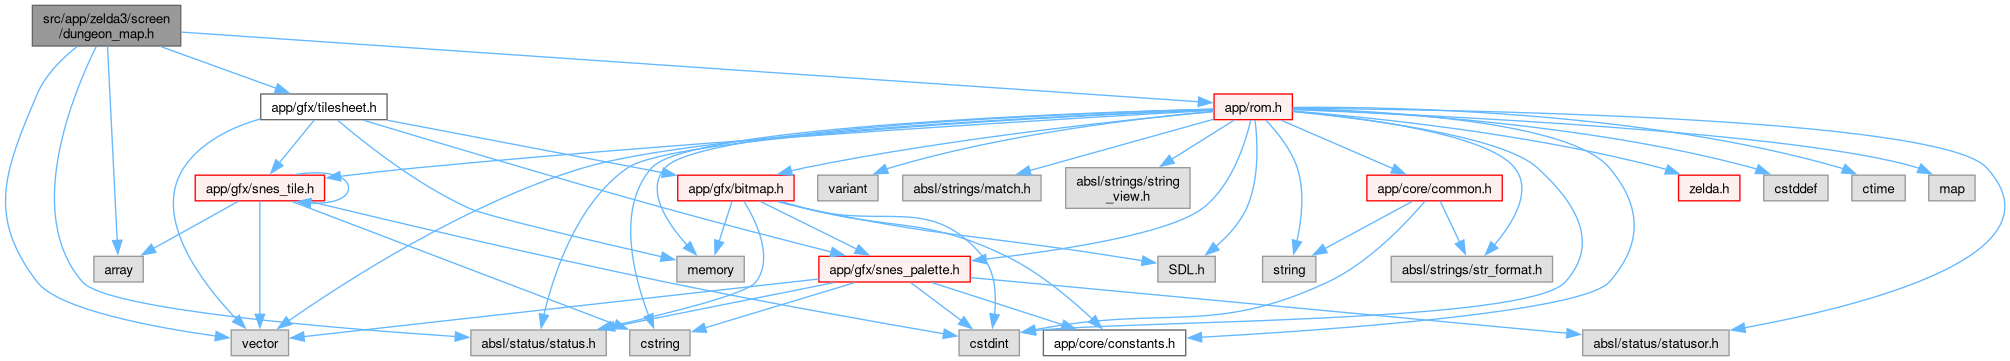 src/app/zelda3/screen
/dungeon_map.h
app/gfx/tilesheet.h
app/rom.h
app/gfx/snes_tile.h
app/gfx/bitmap.h
variant
absl/strings/match.h
absl/strings/string
_view.h
app/core/common.h
zelda.h
cstddef
ctime
map
array
memory
app/gfx/snes_palette.h
SDL.h
string
absl/strings/str_format.h
vector
absl/status/status.h
cstring
cstdint
app/core/constants.h
absl/status/statusor.h